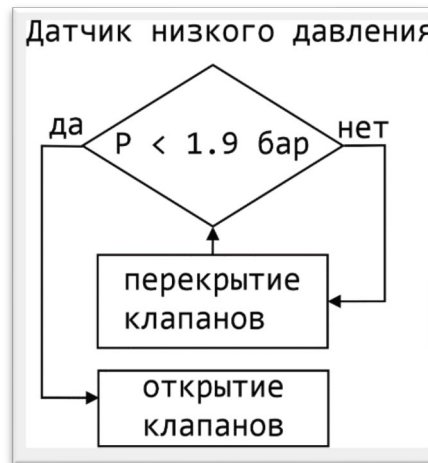 Датчик низкого давления
да
нет
P < 1.9 бар
перекрытие
клапанов
открытие
клапанов